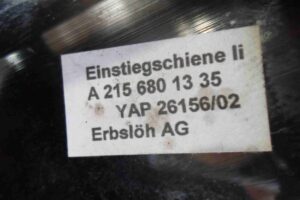 Einstiegschiene li
A 215 680 13 35
YAP 26156/02
Erbslöh AG